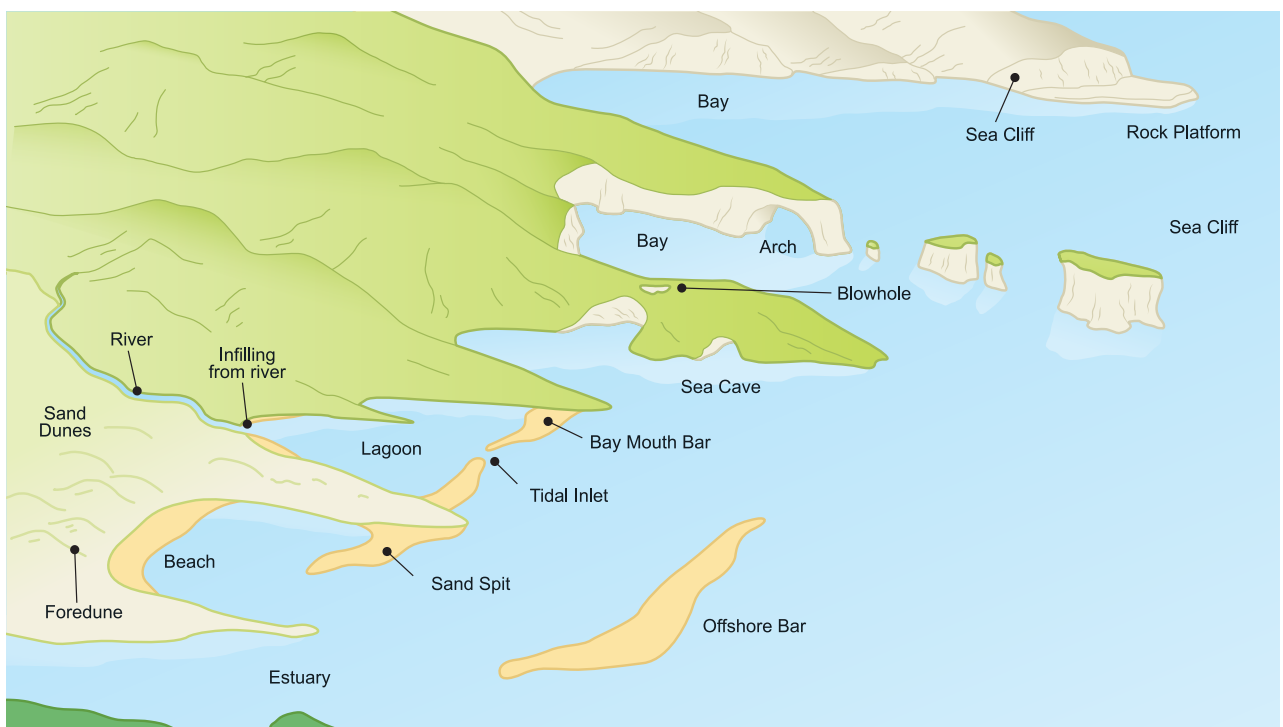 Bay
Sea Cliff
Rock Platform
Sea Cliff
Bay
Arch
Blowhole
River
Infilling
from river
Sea Cave
Sand
Dunes
Lagoon
Bay Mouth Bar
Tidal Inlet
Beach
Sand Spit
Foredune
Offshore Bar
Estuary